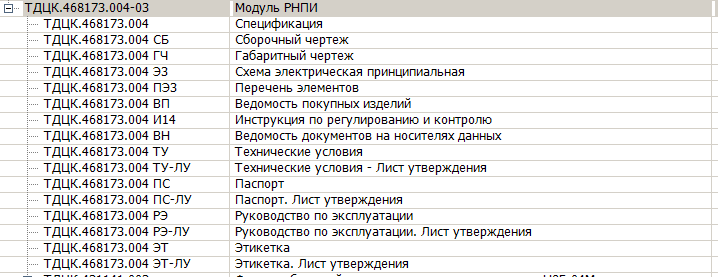 ТДЦК.468173.004-03 Модуль РНПИ
ТДЦК.468173.004 Спецификация
ТДЦК.468173.004 СБ Сборочный чертеж
ТДЦК.468173.004 ГЧ Габаритный чертеж
ТДЦК.468173.004 Э3 Схема электрическая принципиальная
ТДЦК.468173.004 ПЭ3 Перечень элементов
ТДЦК.468173.004 ВП Ведомость покупных изделий
ТДЦК.468173.004 И14 Инструкция по регулированию и контролю
ТДЦК.468173.004 ВН Ведомость документов на носителях данных
ТДЦК.468173.004 ТУ Технические условия
ТДЦК.468173.004 ТУ-ЛУ Технические условия - Лист утверждения
ТДЦК.468173.004 ПС Паспорт
ТДЦК.468173.004 ПС-ЛУ Паспорт. Лист утверждения
ТДЦК.468173.004 РЭ Руководство по эксплуатации
ТДЦК.468173.004 РЭ-ЛУ Руководство по эксплуатации. Лист утверждения
ТДЦК.468173.004 ЭТ Этикетка
ТДЦК.468173.004 ЭТ-ЛУ Этикетка. Лист утверждения